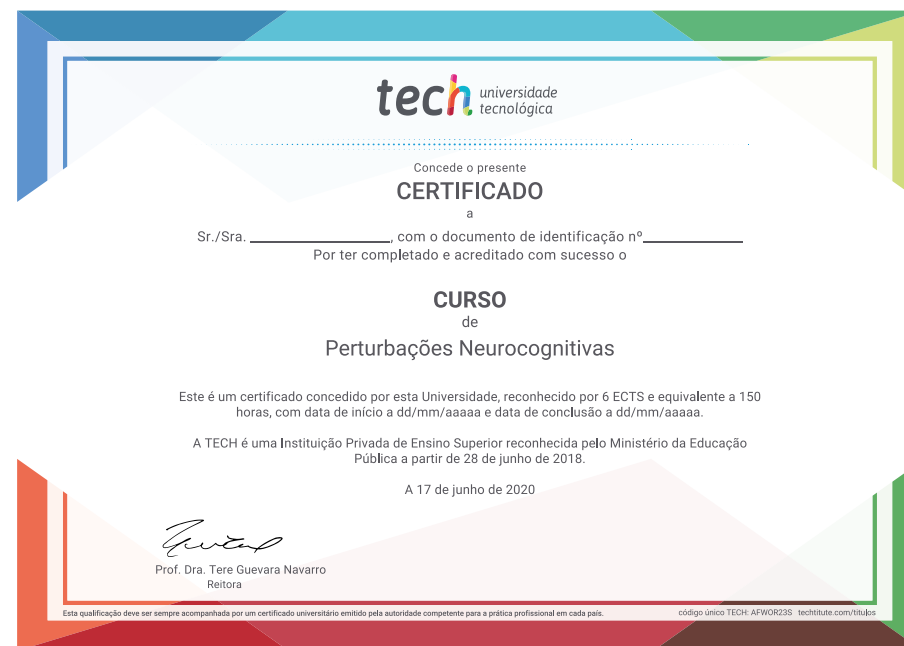 tech universidade
tecnológica
Concede o presente
CERTIFICADO
a
Sr./Sra. ____________, com o documento de identificação nº____________
Por ter completado e acreditado com sucesso o
CURSO
de
Perturbações Neurocognitivas
Este é um certificado concedido por esta Universidade, reconhecido por 6 ECTS e equivalente a 150
horas, com data de início a dd/mm/aaaaa e data de conclusão a dd/mm/aaaaa.
A TECH é uma Instituição Privada de Ensino Superior reconhecida pelo Ministério da Educação
Pública a partir de 28 de junho de 2018.
A 17 de junho de 2020
Prof. Dra. Tere Guevara Navarro
Reitora
Esta qualificação deve ser sempre acompanhada por um certificado universitário emitido pela autoridade competente para a prática profissional em cada país.
código único TECH: AFWOR23S techtitute.com/titulos